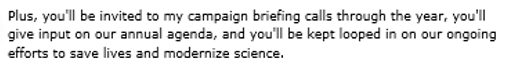 Plus, you'll be invited to my campaign briefing calls through the year, you'll
give input on our annual agenda, and you'll be kept looped in on our ongoing
efforts to save lives and modernize science.